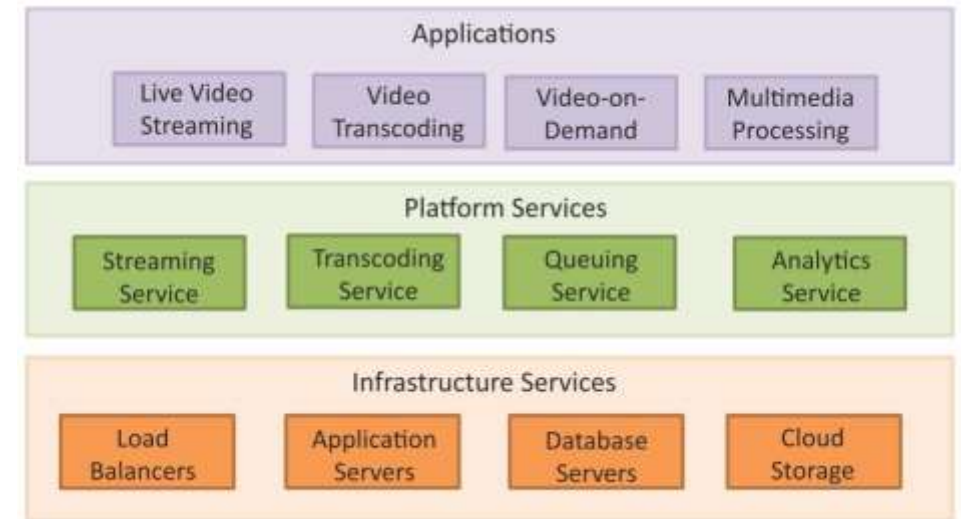 Applications
Live Video
Streaming
Video
Transcoding
Video-on-
Demand
Multimedia
Processing
Platform Services
Streaming
Service
Transcoding
Service
Queuing
Service
Analytics
Service
Infrastructure Services
Load
Balancers
Application
Servers
Database
Servers
Cloud
Storage